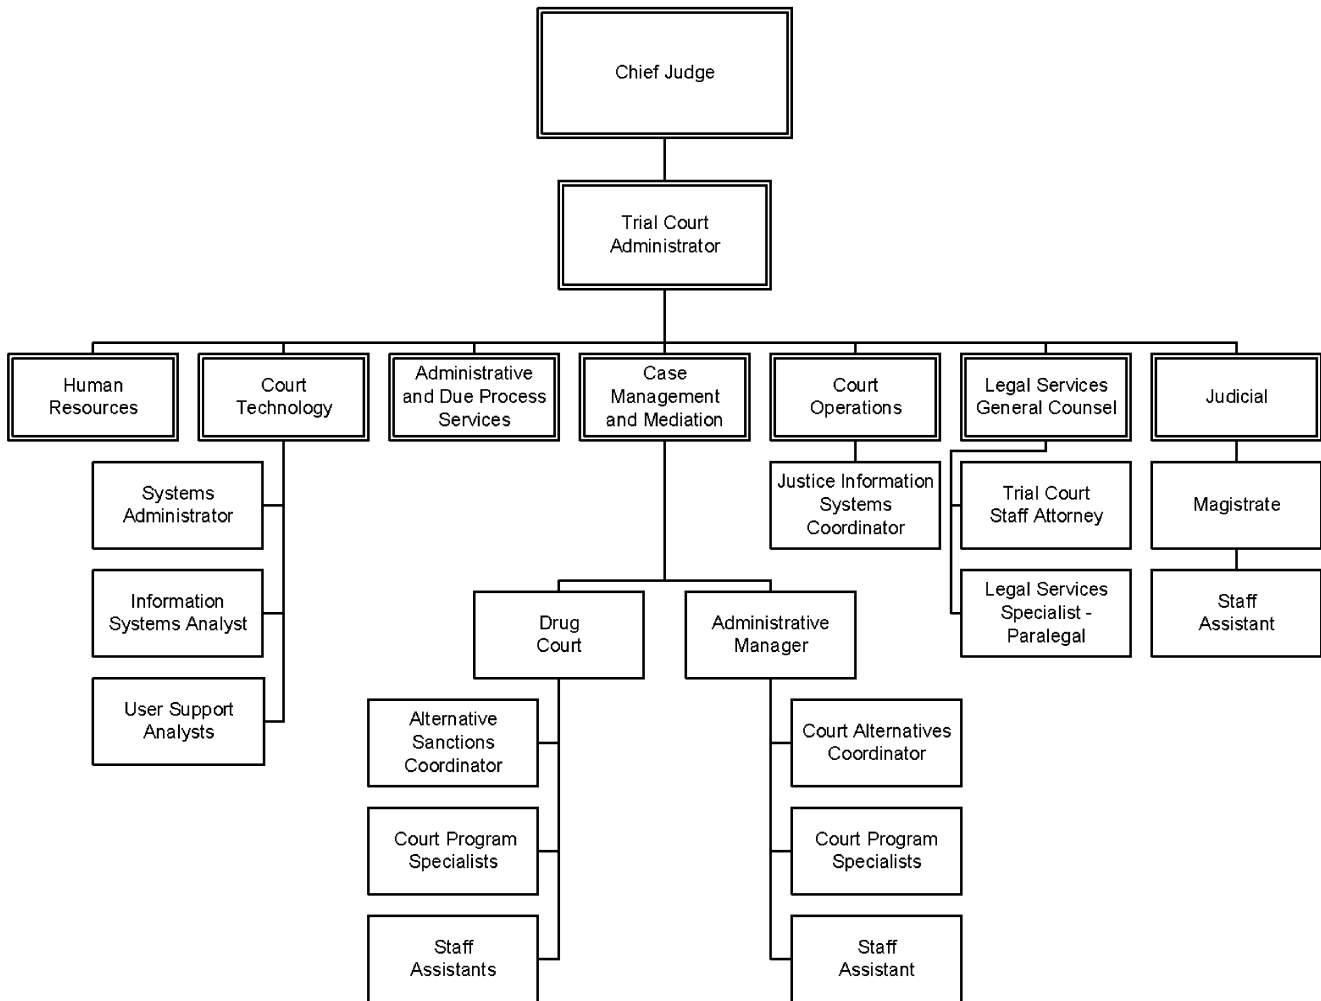 Chief Judge
Trial Court
Administrator
Human
Resources
Court
Technology
Administrative
and Due Process
Services
Case
Management
and Mediation
Court
Operations
Legal Services
General Counsel
Judicial
Systems
Administrator
Justice Information
Systems
Coordinator
Trial Court
Staff Attorney
Magistrate
Information
Systems Analyst
Drug
Court
Administrative
Manager
Legal Services
Specialist -
Paralegal
Staff
Assistant
User Support
Analysts
Alternative
Sanctions
Coordinator
Court Alternatives
Coordinator
Court Program
Specialists
Court Program
Specialists
Staff
Assistants
Staff
Assistant